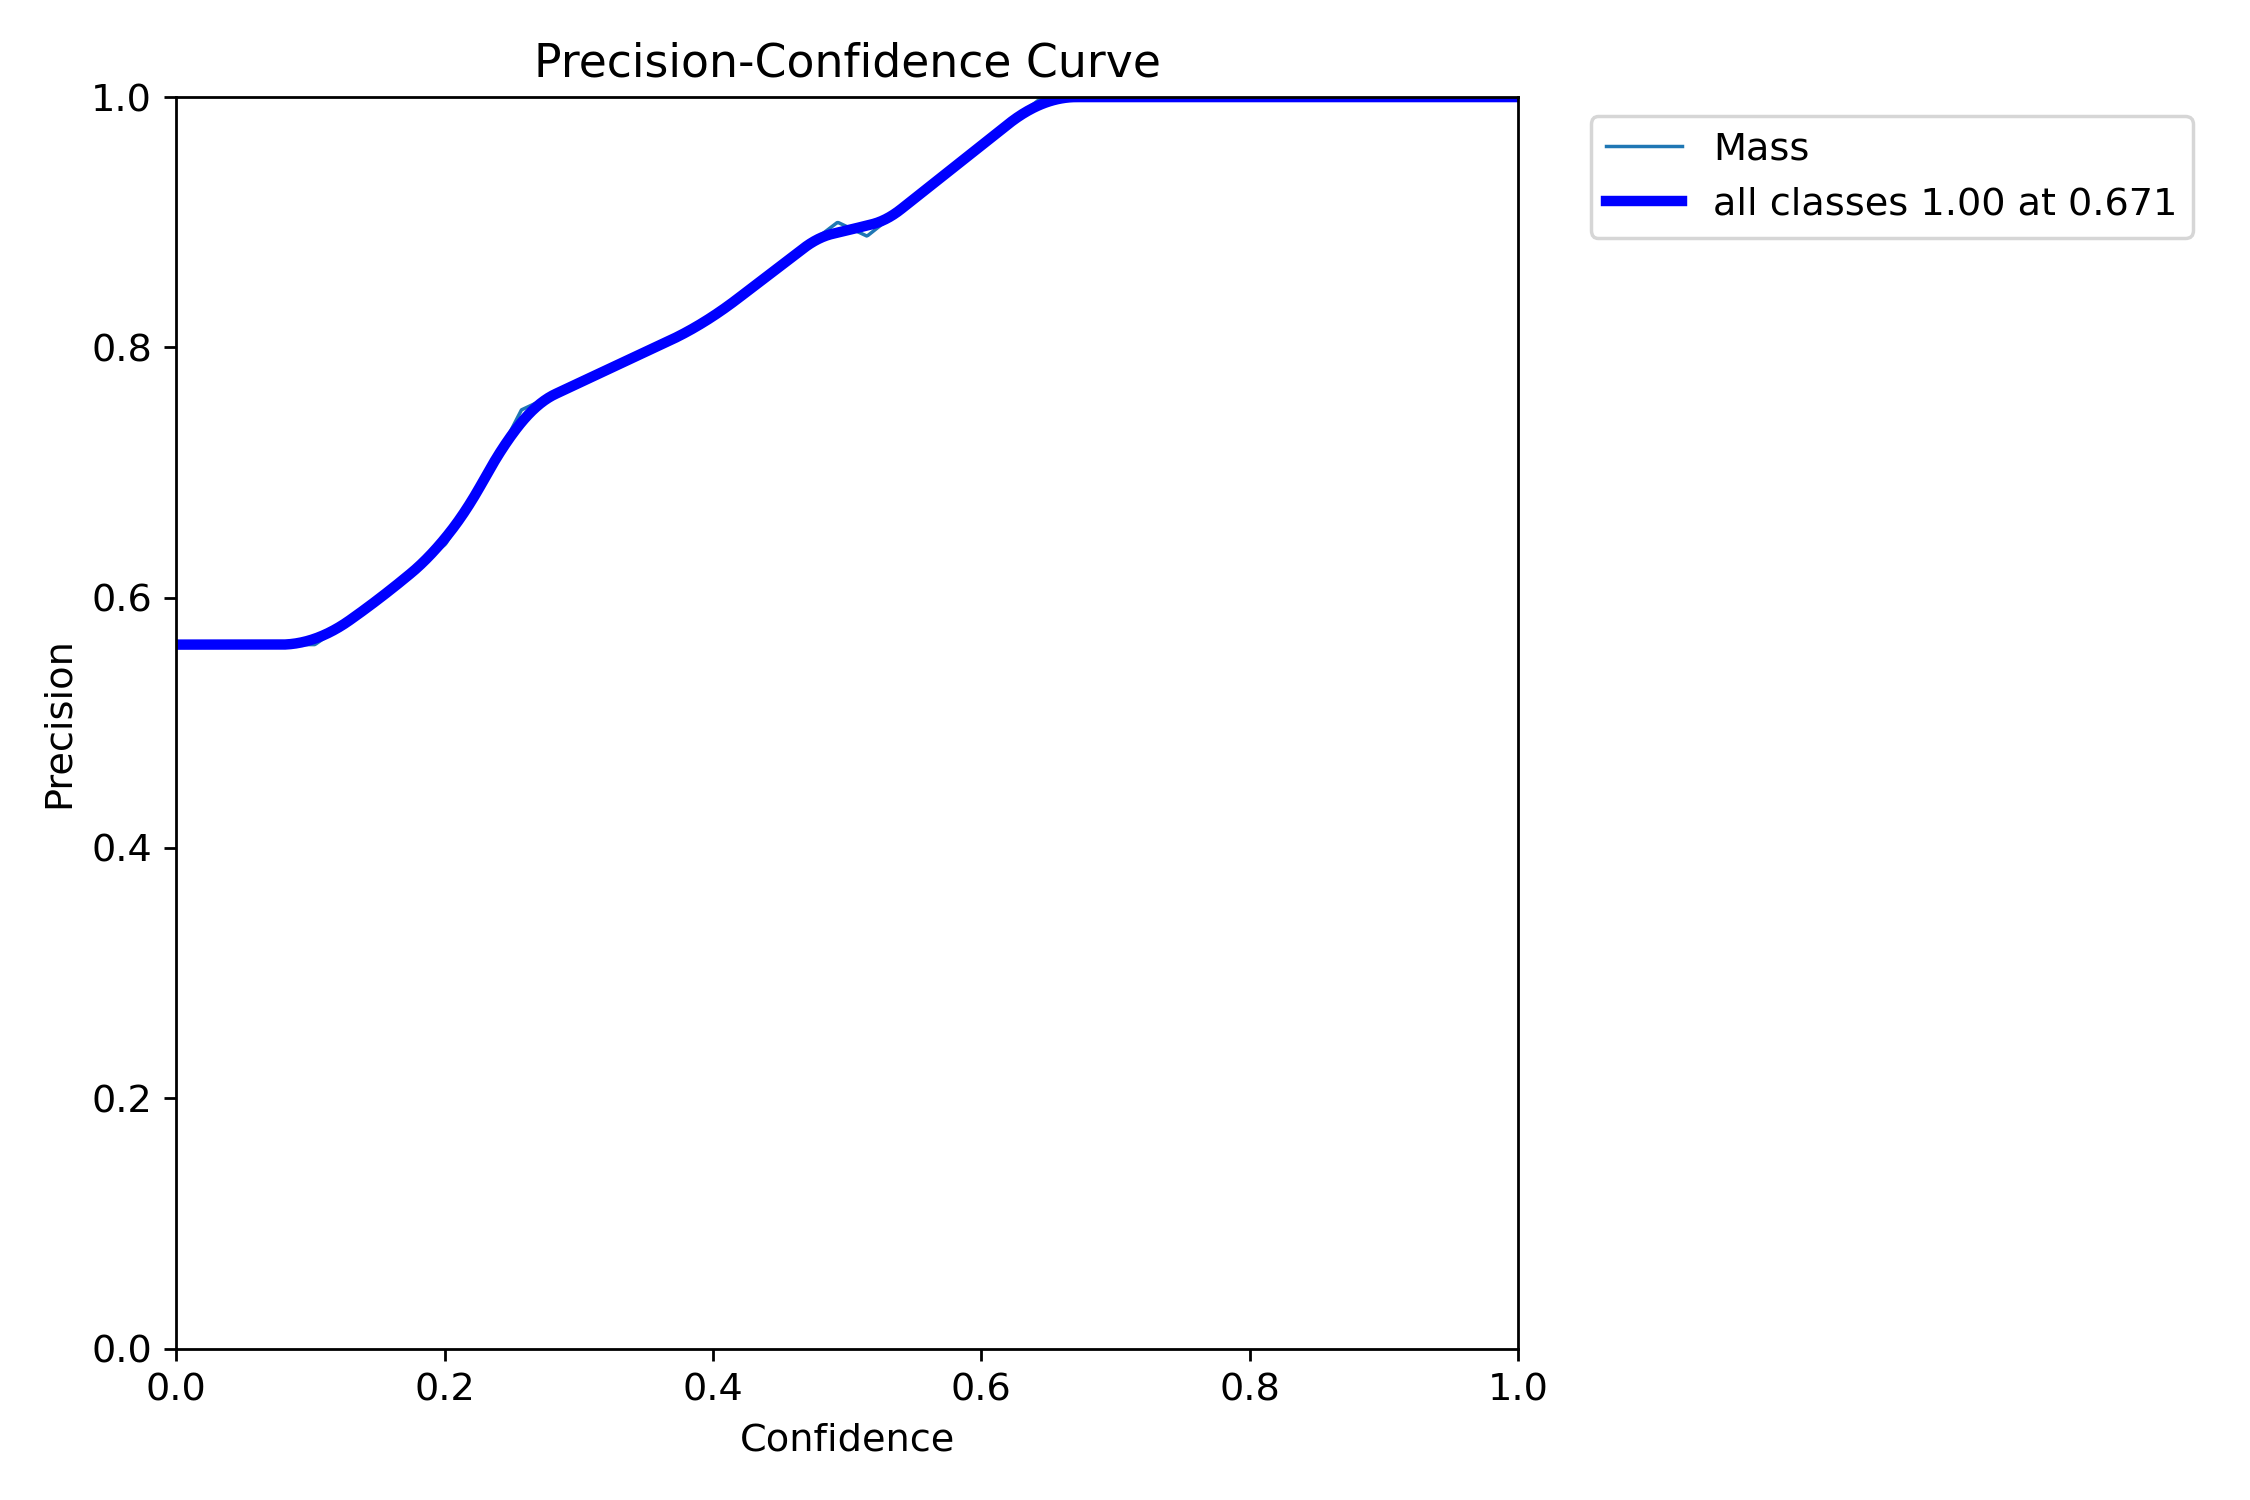 Precision-Confidence Curve
Mass
all classes 1.00 at 0.671
Precision
1.0
0.8
0.6
0.4
0.2
0.0
0.0 0.2 0.4 0.6 0.8 1.0
Confidence